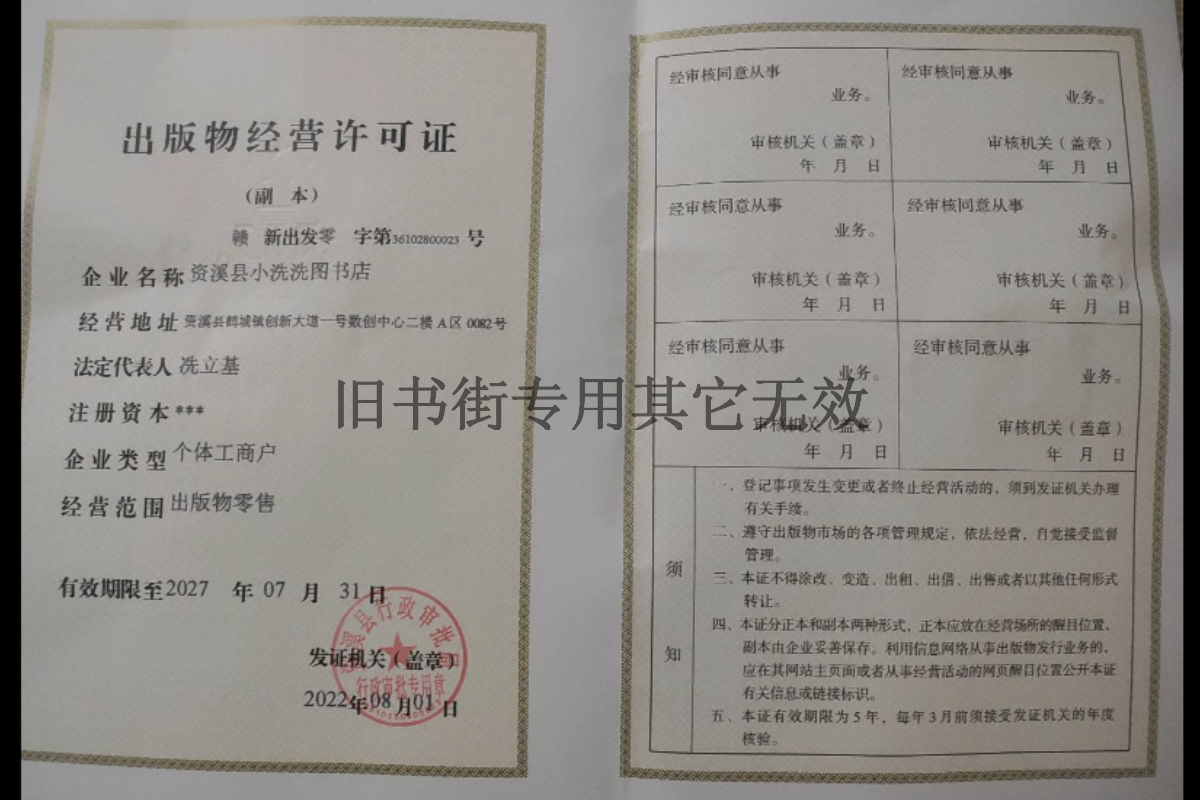 出版物经营许可证
（副 本）
赣 新出发零 字第36102800023 号
企业名称 资溪县小洗洗图书店
经营地址 资溪县鹤城镇创新大道一号数创中心二楼 A 区 0082号
法定代表人 冼立基
注册资本 ***
企业类型 个体工商户
经营范围 出版物零售
有效期限至2027 年 07 月 31 日
资溪县行政审批局
行政审批专用章
发证机关（盖章）
2022年08月01日
经审核同意从事
业务。
审核机关（盖章）
年 月 日
经审核同意从事
业务。
审核机关（盖章）
年 月 日
经审核同意从事
业务。
审核机关（盖章）
年 月 日
经审核同意从事
业务。
审核机关（盖章）
年 月 日
经审核同意从事
业务。
审核机关（盖章）
年 月 日
经审核同意从事
业务。
审核机关（盖章）
年 月 日
须知
一、登记事项发生变更或者终止经营活动的，须到发证机关办理
有关手续。
二、遵守出版物市场的各项管理规定，依法经营，自觉接受监督
管理。
三、本证不得涂改、变造、出租、出借、出售或者以其他任何形式
转让。
四、本证分正本和副本两种形式，正本应放在经营场所的醒目位置，
副本由企业妥善保存。利用信息网络从事出版物发行业务的，
应在其网站主页面或者从事经营活动的网页醒目位置公开本证
有关信息或链接标识。
五、本证有效期限为5年，每年3月前须接受发证机关的年度
核验。
旧书街专用其它无效